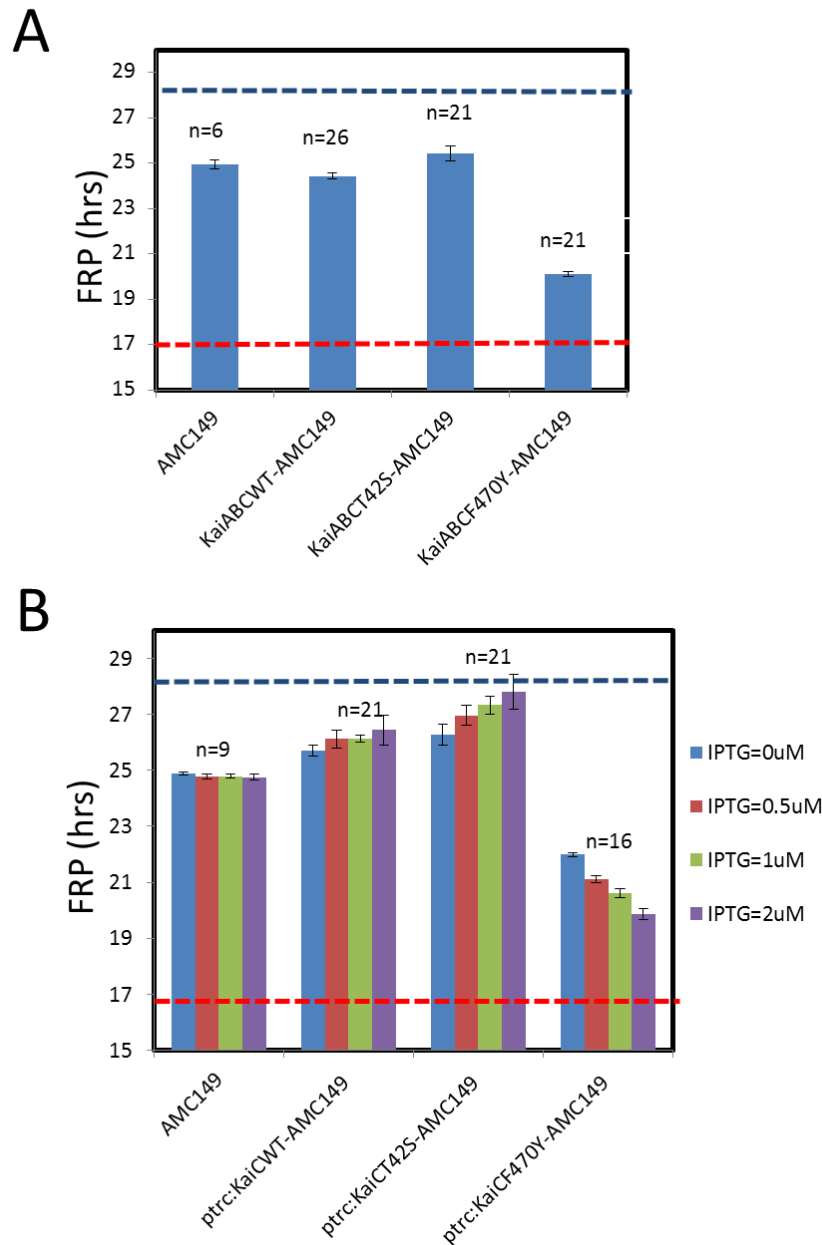 A
29
27
25
23
21
19
17
15
FRP (hrs)
n=6
n=26
n=21
n=21
AMC149
KaiABCWT-AMC149
KaiABCT42S-AMC149
KaiABCF470Y-AMC149
B
29
27
25
23
21
19
17
15
FRP (hrs)
n=9
n=21
n=21
n=16
IPTG=0uM
IPTG=0.5uM
IPTG=1uM
IPTG=2uM
AMC149
ptrc:KaiCWT-AMC149
ptrc:KaiCT42S-AMC149
ptrc:KaiCF470Y-AMC149